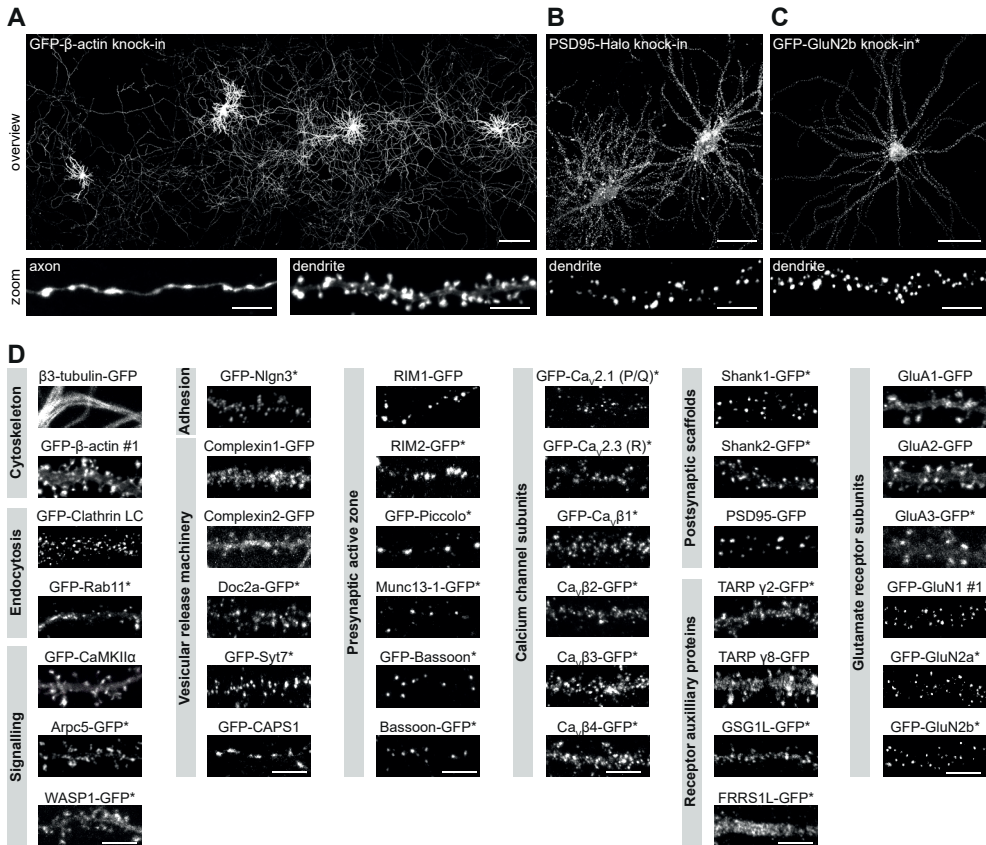 A
GFP-β-actin knock-in
overview
B
PSD95-Halo knock-in
C
GFP-GluN2b knock-in*
zoom
axon
dendrite
dendrite
dendrite
D
Cytoskeleton
β3-tubulin-GFP
GFP-β-actin #1
Endocytosis
GFP-Clathrin LC
GFP-Rab11*
Signalling
GFP-CaMKIIα
Arpc5-GFP*
WASP1-GFP*
Adhesion
GFP-Nlgn3*
Vesicular release machinery
Complexin1-GFP
Complexin2-GFP
Doc2a-GFP*
GFP-Syt7*
GFP-CAPS1
Presynaptic active zone
RIM1-GFP
RIM2-GFP*
GFP-Piccolo*
Munc13-1-GFP*
GFP-Bassoon*
Bassoon-GFP*
Calcium channel subunits
GFP-CaV2.1 (P/Q)*
GFP-CaV2.3 (R)*
GFP-CaVβ1*
CaVβ2-GFP*
CaVβ3-GFP*
CaVβ4-GFP*
Postsynaptic scaffolds
Shank1-GFP*
Shank2-GFP*
PSD95-GFP
Receptor auxilliary proteins
TARP γ2-GFP*
TARP γ8-GFP
GSG1L-GFP*
FRRS1L-GFP*
Glutamate receptor subunits
GluA1-GFP
GluA2-GFP
GluA3-GFP*
GFP-GluN1 #1
GFP-GluN2a*
GFP-GluN2b*